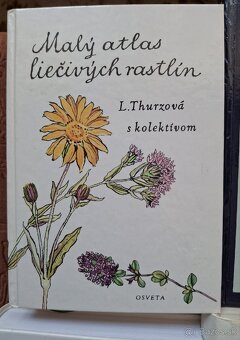 Malý atlas
liečivých rastlín
L. Thurzová
s kolektívom
OSVETA